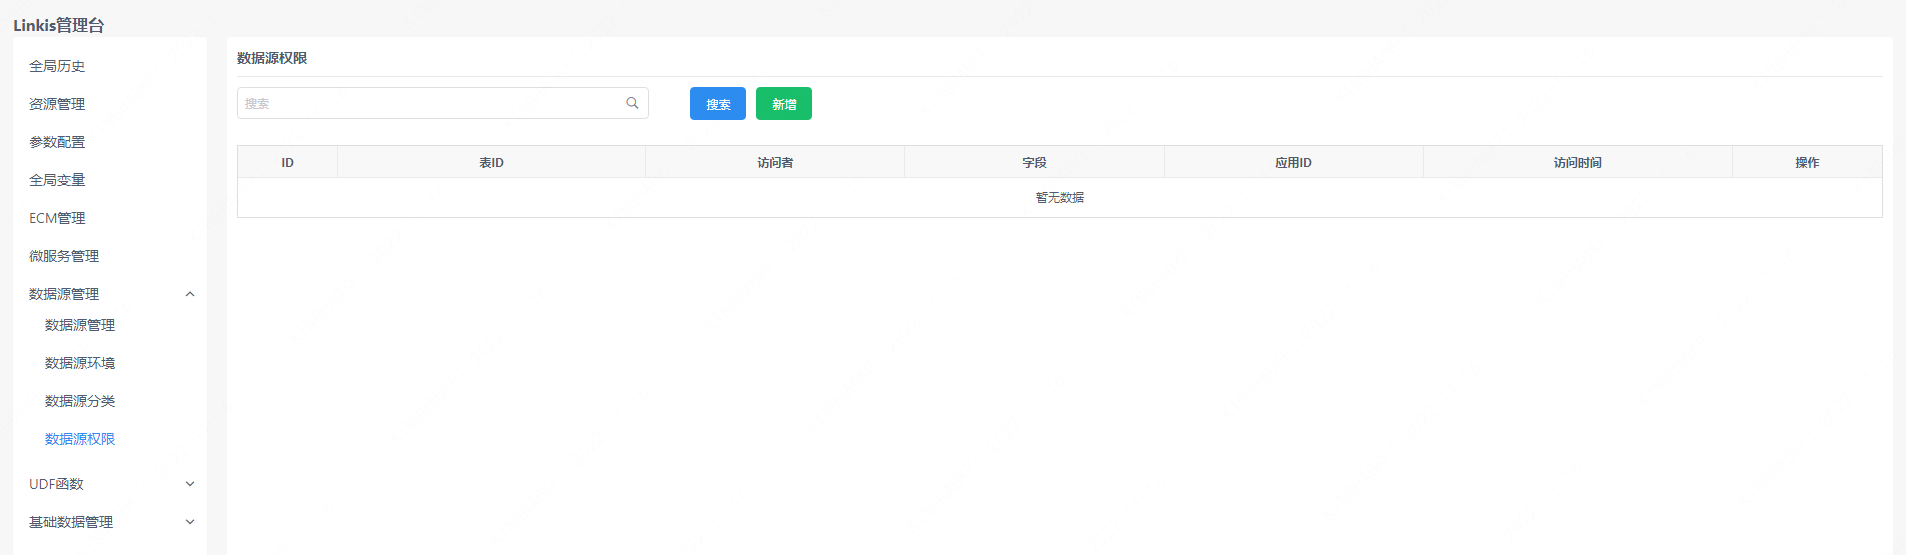 Linkis管理台
全局历史
资源管理
参数配置
全局变量
ECM管理
微服务管理
数据源管理
数据源管理
数据源环境
数据源分类
数据源权限
UDF函数
基础数据管理
数据源权限
搜索 搜索 新增
ID 表ID 访问者 字段 应用ID 访问时间 操作
暂无数据